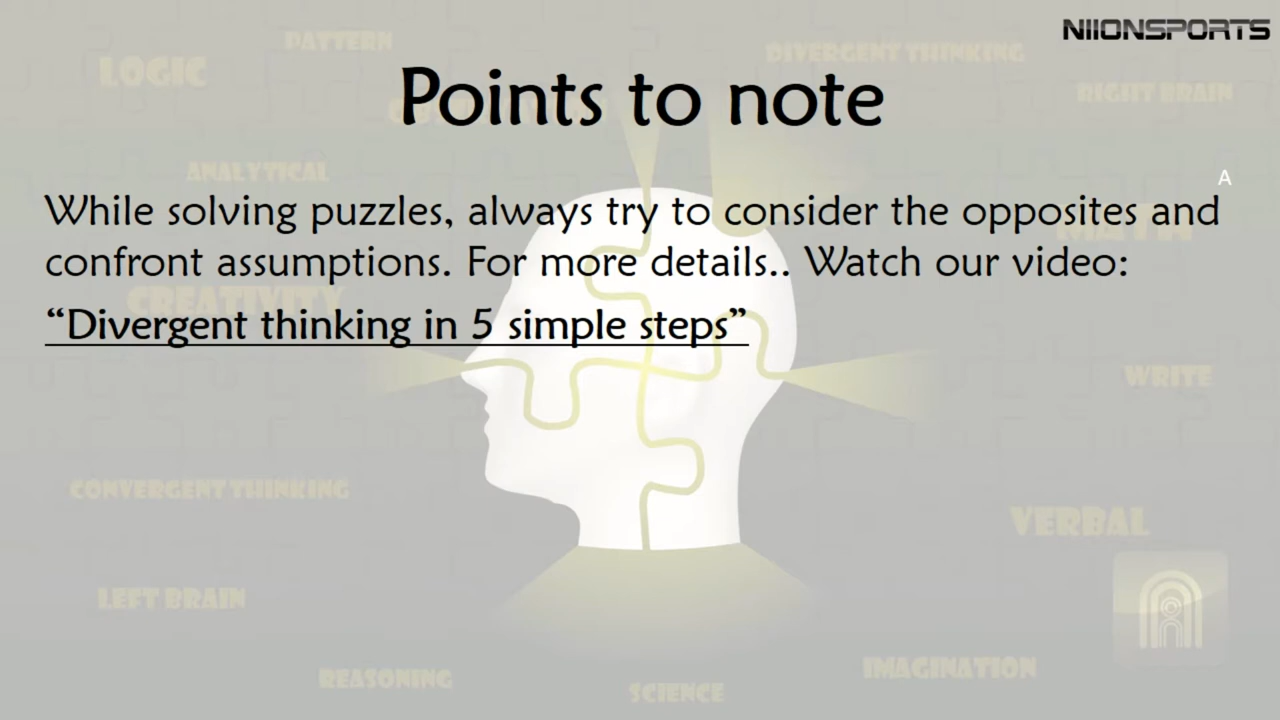 NIIONSPORTS
PATTERN
DIVERGENT THINKING
LOGIC
RIGHT BRAIN
Points to note
ANALYTICAL
A
While solving puzzles, always try to consider the opposites and
MATH
confront assumptions. For more details.. Watch our video:
CREATIVITY
“Divergent thinking in 5 simple steps”
WRITE
CONVERGENT THINKING
VERBAL
LEFT BRAIN
REASONING
SCIENCE
IMAGINATION